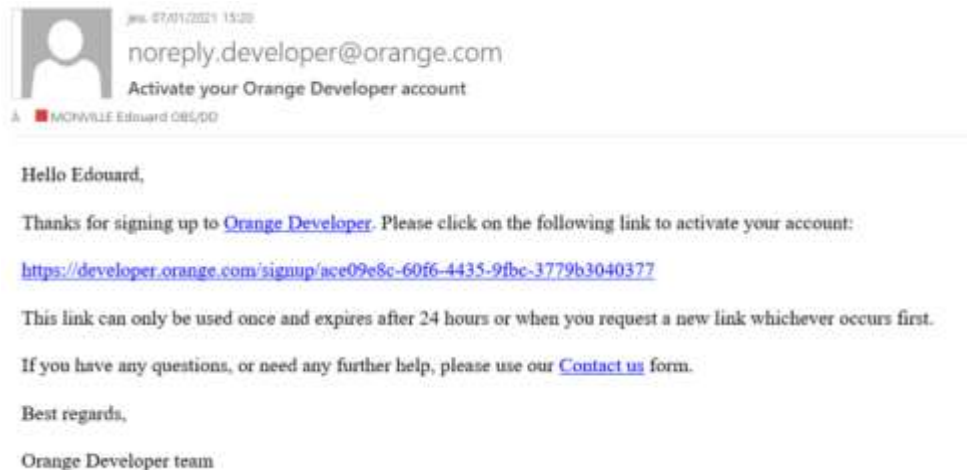 jeu. 07/01/2021 15:20
noreply.developer@orange.com
Activate your Orange Developer account
À MONVILLE Edouard OBS/DD
Hello Edouard,
Thanks for signing up to Orange Developer. Please click on the following link to activate your account:
https://developer.orange.com/signup/ace09e8c-60f6-4435-9fbc-3779b3040377
This link can only be used once and expires after 24 hours or when you request a new link whichever occurs first.
If you have any questions, or need any further help, please use our Contact us form.
Best regards,
Orange Developer team